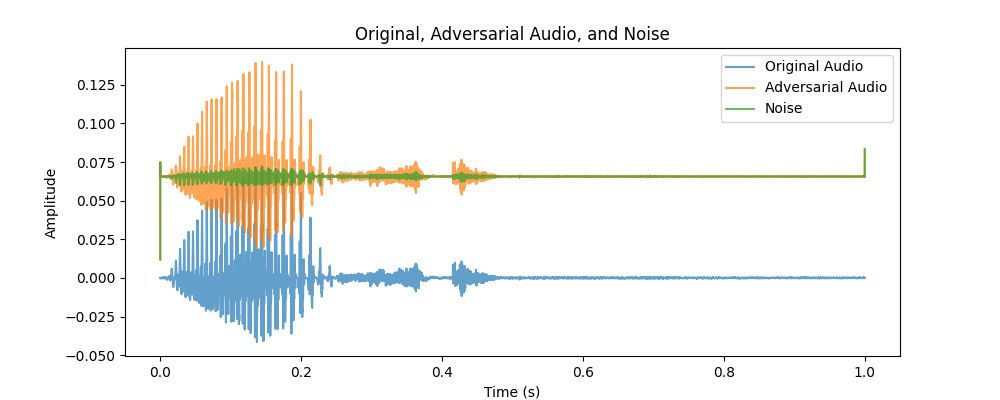 Original, Adversarial Audio, and Noise
Original Audio
Adversarial Audio
Noise
Amplitude
0.125
0.100
0.075
0.050
0.025
0.000
−0.025
−0.050
0.0 0.2 0.4 0.6 0.8 1.0
Time (s)